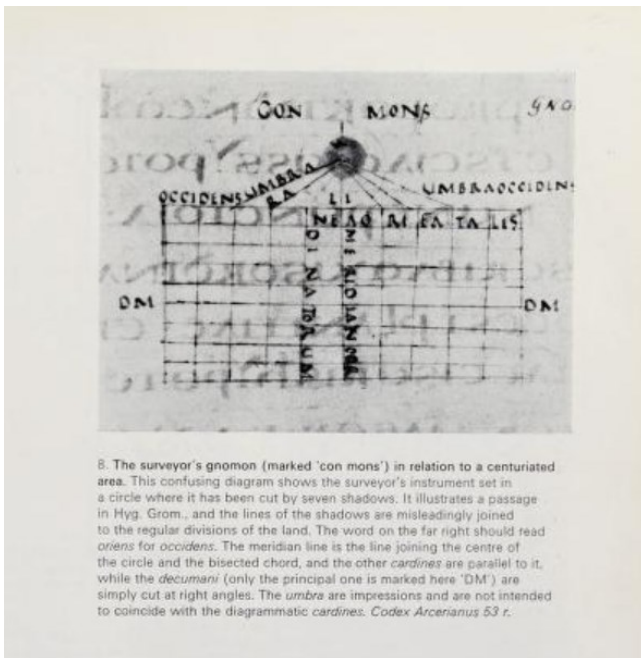 CON MONS GNO
UMBRA
RA
UMBRAOCCIDENS
OCCIDENS
LI LI
NE AQ RI EA TA LIS
DM DM
8. The surveyor's gnomon (marked 'con mons') in relation to a centuriated
area. This confusing diagram shows the surveyor's instrument set in
a circle where it has been cut by seven shadows. It illustrates a passage
in Hyg. Grom., and the lines of the shadows are misleadingly joined
to the regular divisions of the land. The word on the far right should read
oriens for occidens. The meridian line is the line joining the centre of
the circle and the bisected chord, and the other cardines are parallel to it,
while the decumani (only the principal one is marked here 'DM') are
simply cut at right angles. The umbra are impressions and are not intended
to coincide with the diagrammatic cardines. Codex Arcerianus 53 r.